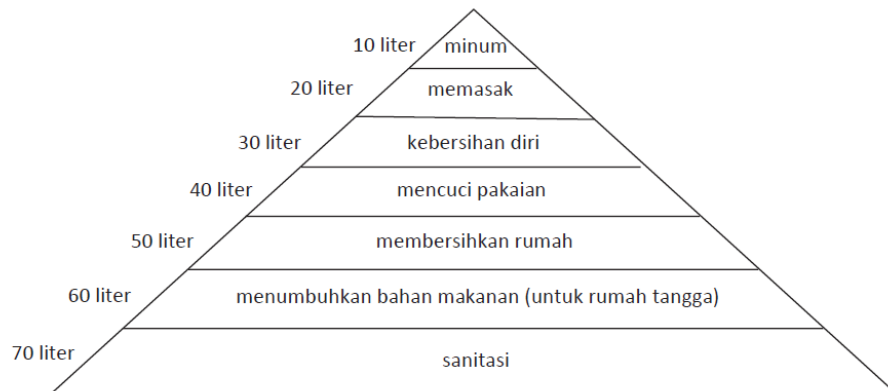 10 liter minum
20 liter memasak
30 liter kebersihan diri
40 liter mencuci pakaian
50 liter membersihkan rumah
60 liter menumbuhkan bahan makanan (untuk rumah tangga)
70 liter sanitasi